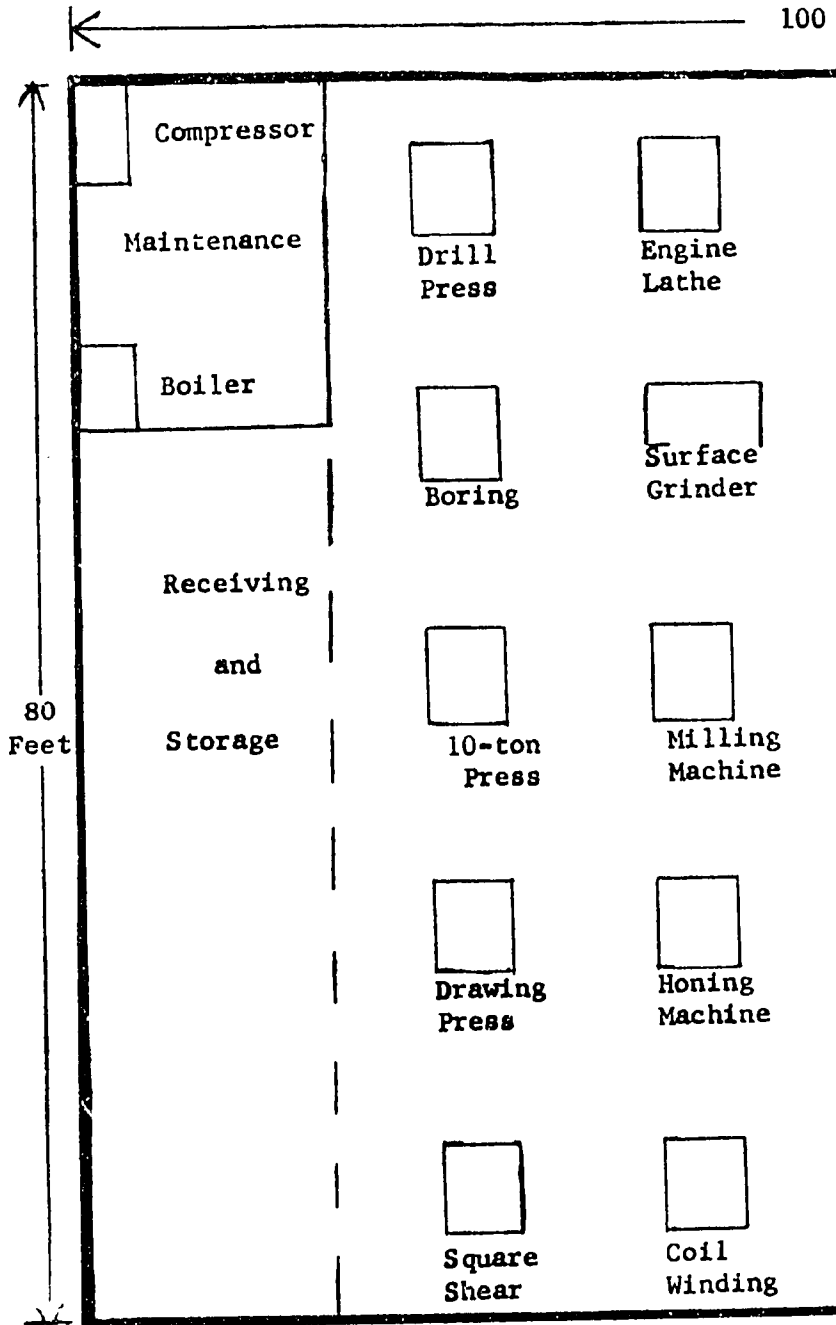 100
Compressor
Maintenance
Boiler
Drill
Press
Engine
Lathe
Boring
Surface
Grinder
Receiving
and
Storage
80
Feet
10-ton
Press
Milling
Machine
Drawing
Press
Honing
Machine
Square
Shear
Coil
Winding